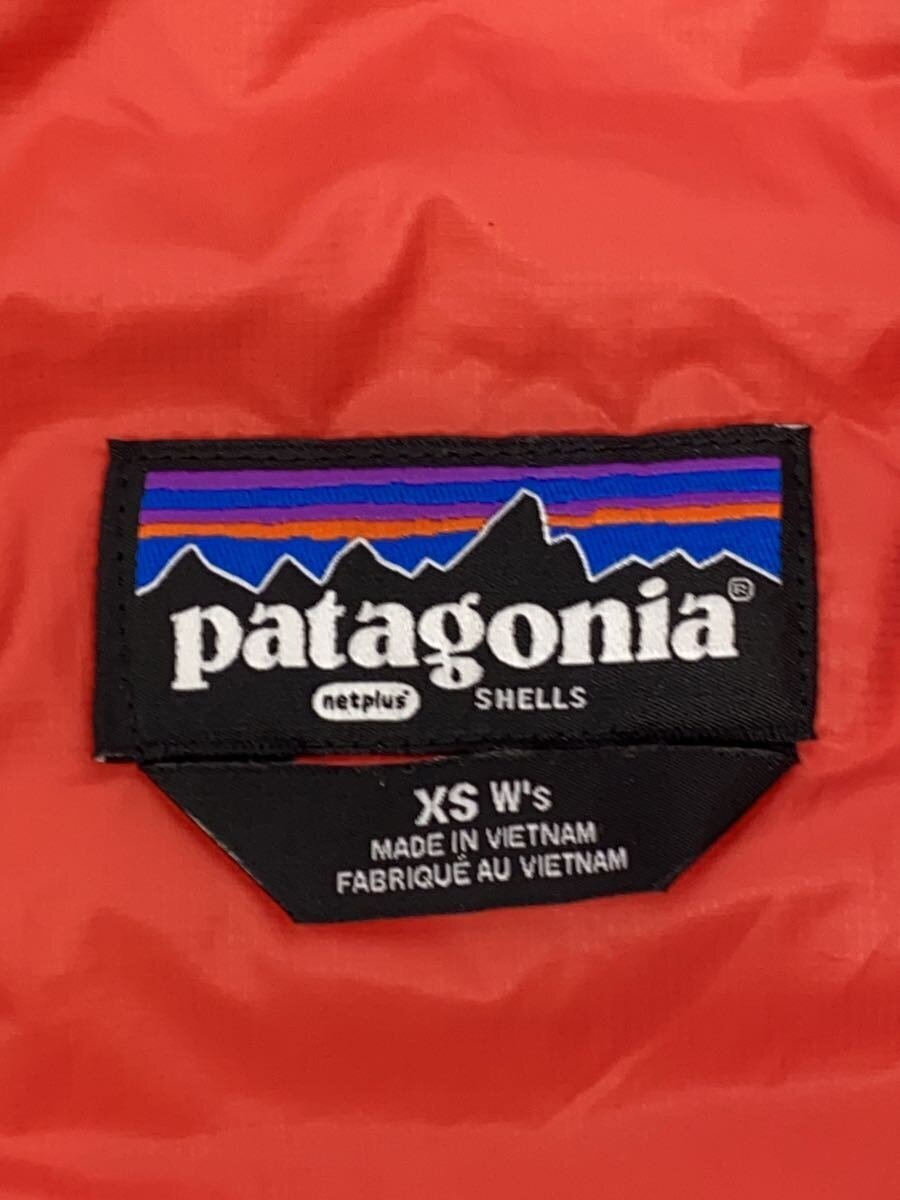 patagonia®
netplus® SHELLS
XS W's
MADE IN VIETNAM
FABRIQUÉ AU VIETNAM